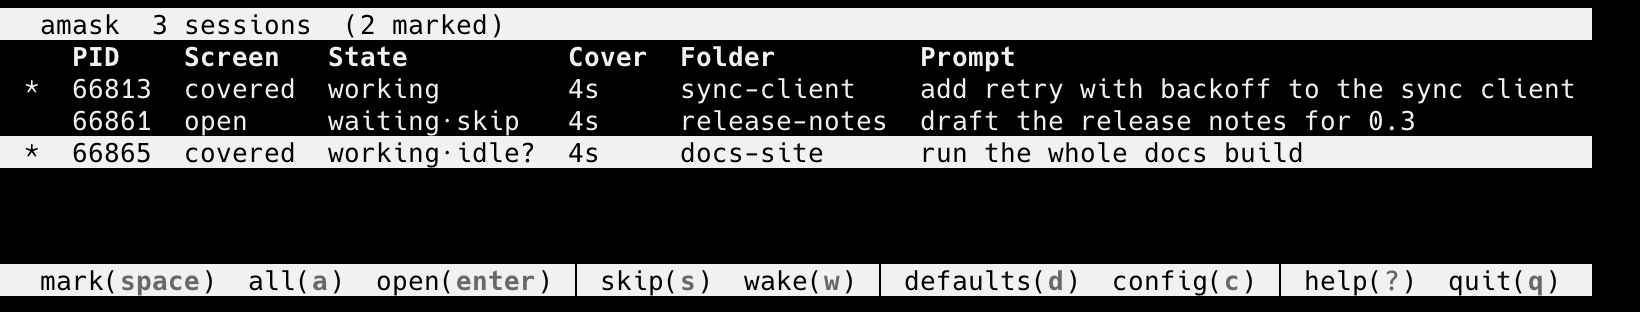 amask  3 sessions  (2 marked)
PID  Screen  State  Cover  Folder  Prompt
*  66813  covered  working  4s  sync-client  add retry with backoff to the sync client
66861  open  waiting·skip  4s  release-notes  draft the release notes for 0.3
*  66865  covered  working·idle?  4s  docs-site  run the whole docs build
mark(space)  all(a)  open(enter) │ skip(s)  wake(w) │ defaults(d)  config(c) │ help(?)  quit(q)